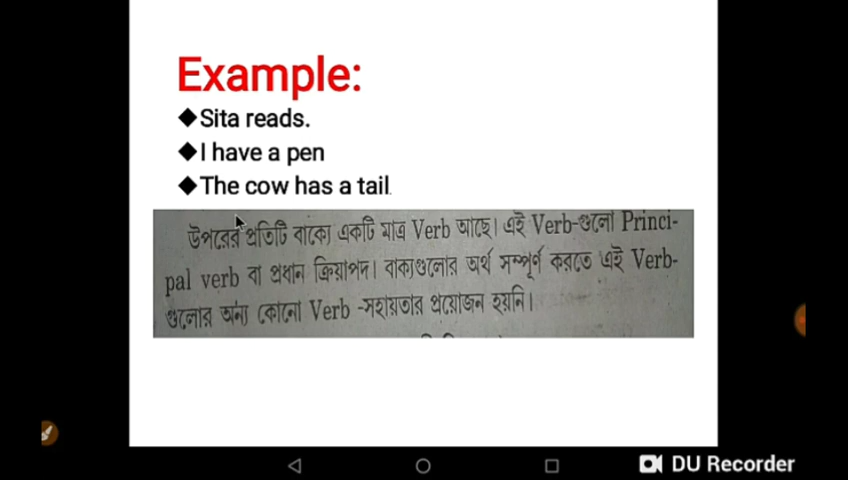 Example:
◆Sita reads.
◆I have a pen
◆The cow has a tail.
উপরের প্রতিটি বাক্যে একটি মাত্র Verb আছে। এই Verb-গুলো Princi-
pal verb বা প্রধান ক্রিয়াপদ। বাক্যগুলোর অর্থ সম্পূর্ণ করতে এই Verb-
গুলোর অন্য কোনো Verb -সহায়তার প্রয়োজন হয়নি।
DU Recorder